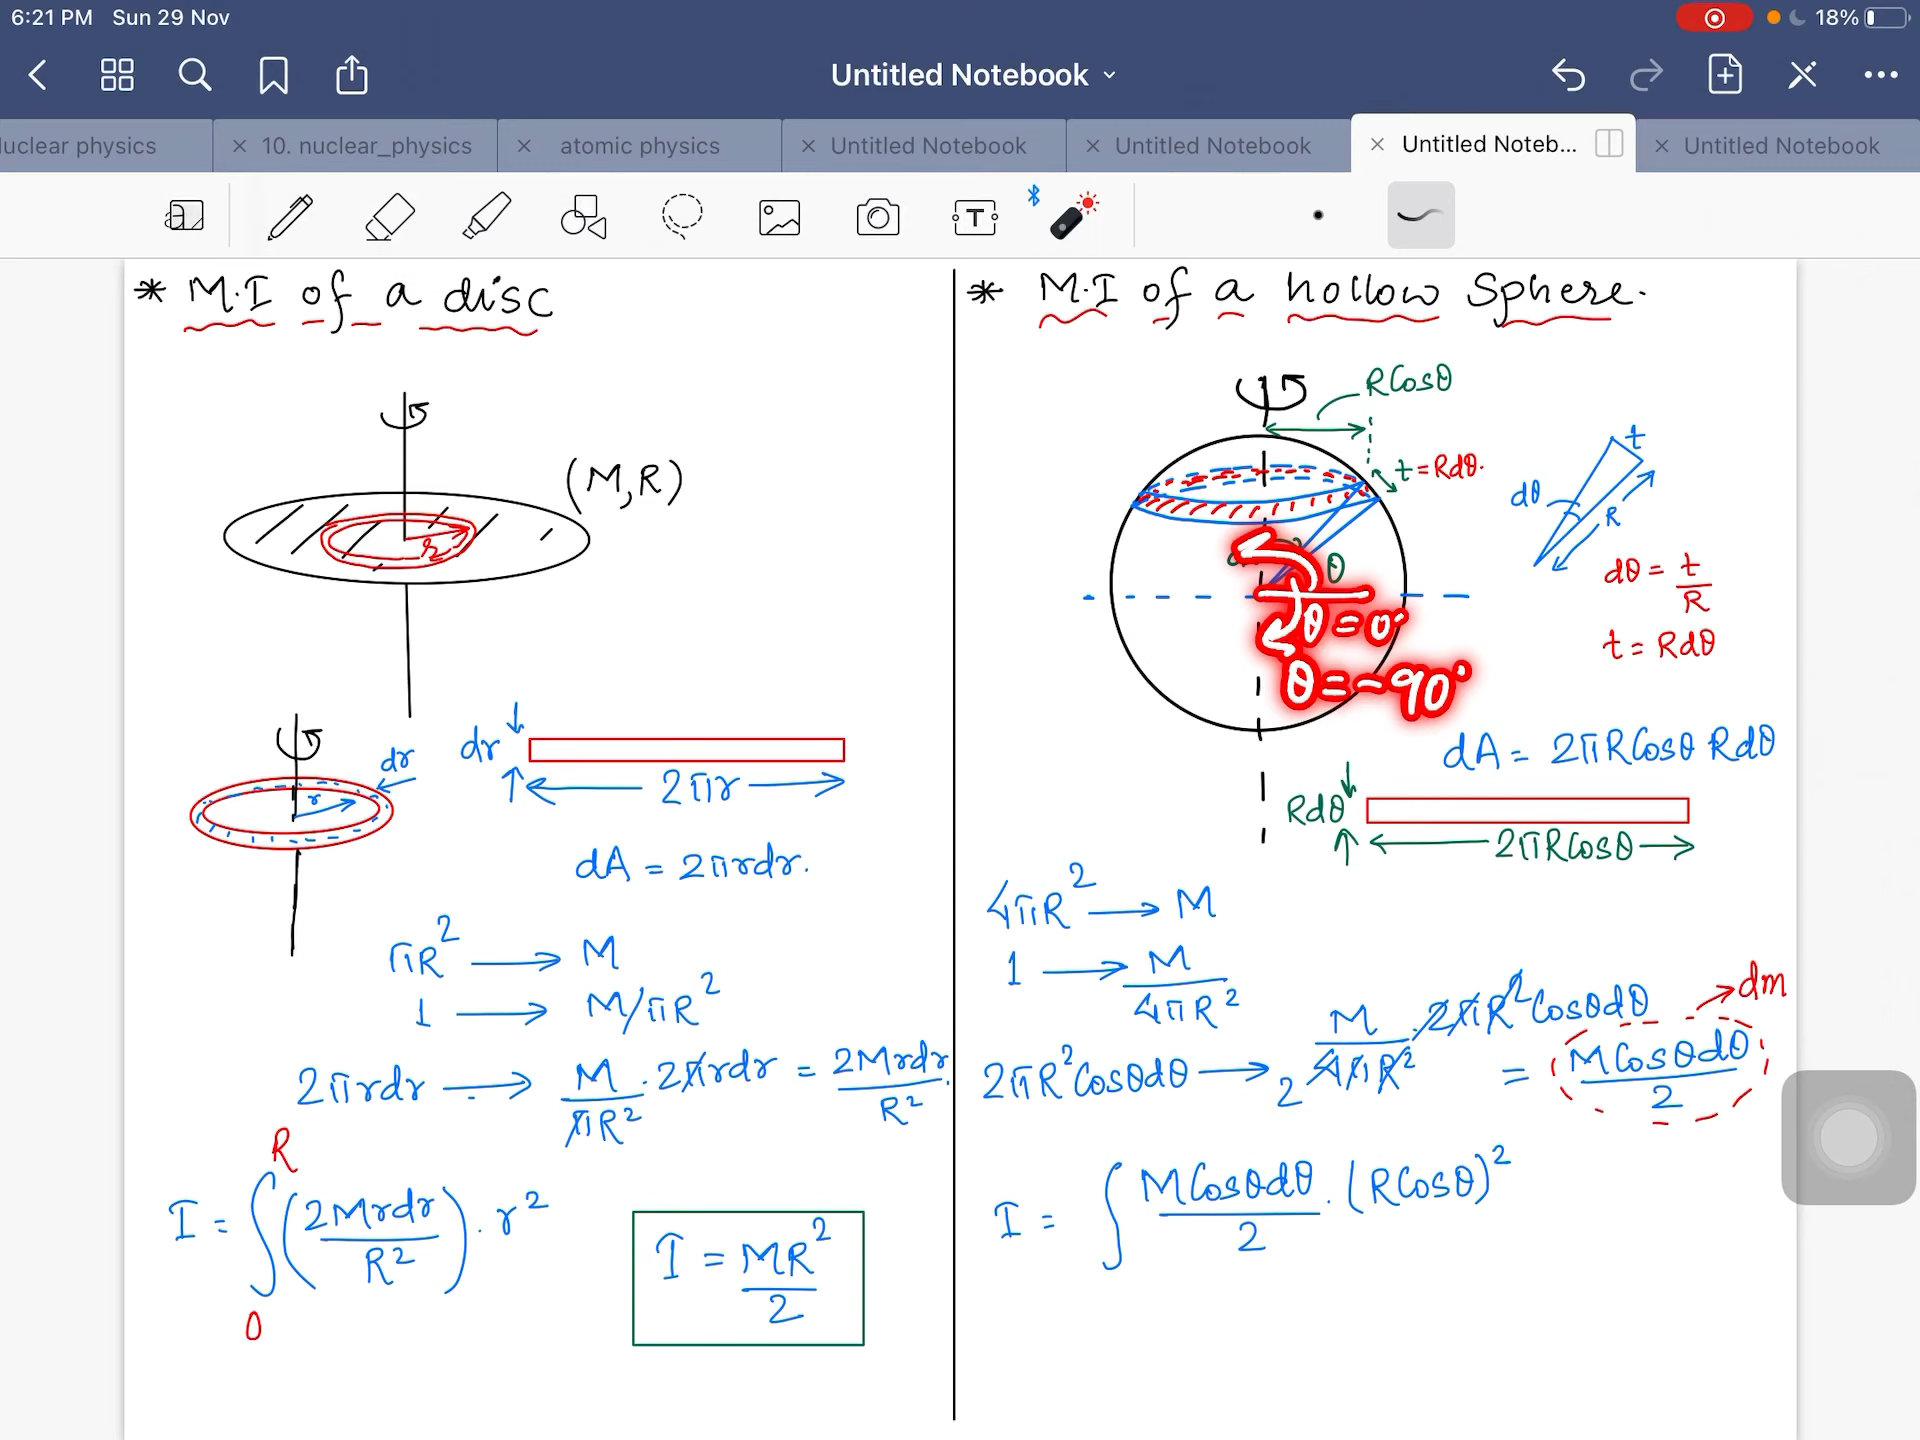 6:21 PM Sun 29 Nov
18%
Untitled Notebook
luclear physics
10. nuclear_physics
atomic physics
Untitled Notebook
Untitled Notebook
Untitled Noteb...
Untitled Notebook
* M.I of a disc
(M,R)
r
dr
r
dr
2πr
dA = 2πrdr.
πR² → M
1 → M/πR²
2πrdr → M/πR² · 2πrdr = 2Mrdr/R²
I = ∫₀ᴿ (2Mrdr/R²) · r²
I = MR²/2
* M.I of a hollow Sphere.
RCosθ
t = Rdθ.
θ
θ = 0°
θ = -90°
t
dθ
R
dθ = t/R
t = Rdθ
dA = 2πRCosθ Rdθ
Rdθ
2πRCosθ
4πR² → M
1 → M/4πR²
2πR²Cosθdθ → M/4πR² · 2πR²Cosθdθ
2
= MCosθdθ/2 → dm
I = ∫ MCosθdθ/2 · (RCosθ)²